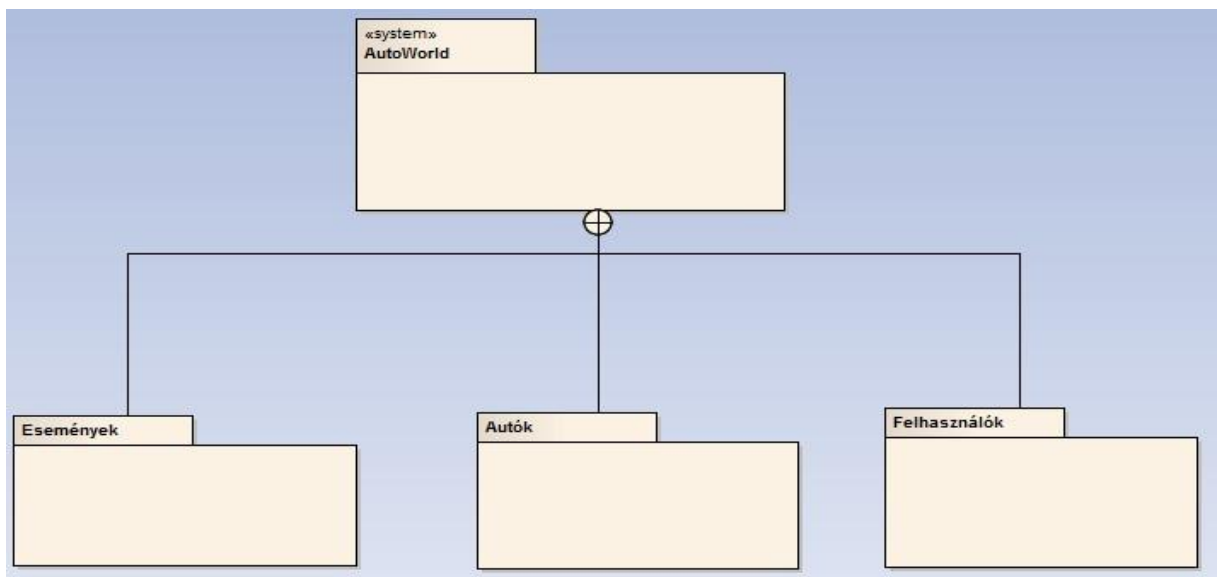 «system»
AutoWorld
Események
Autók
Felhasználók